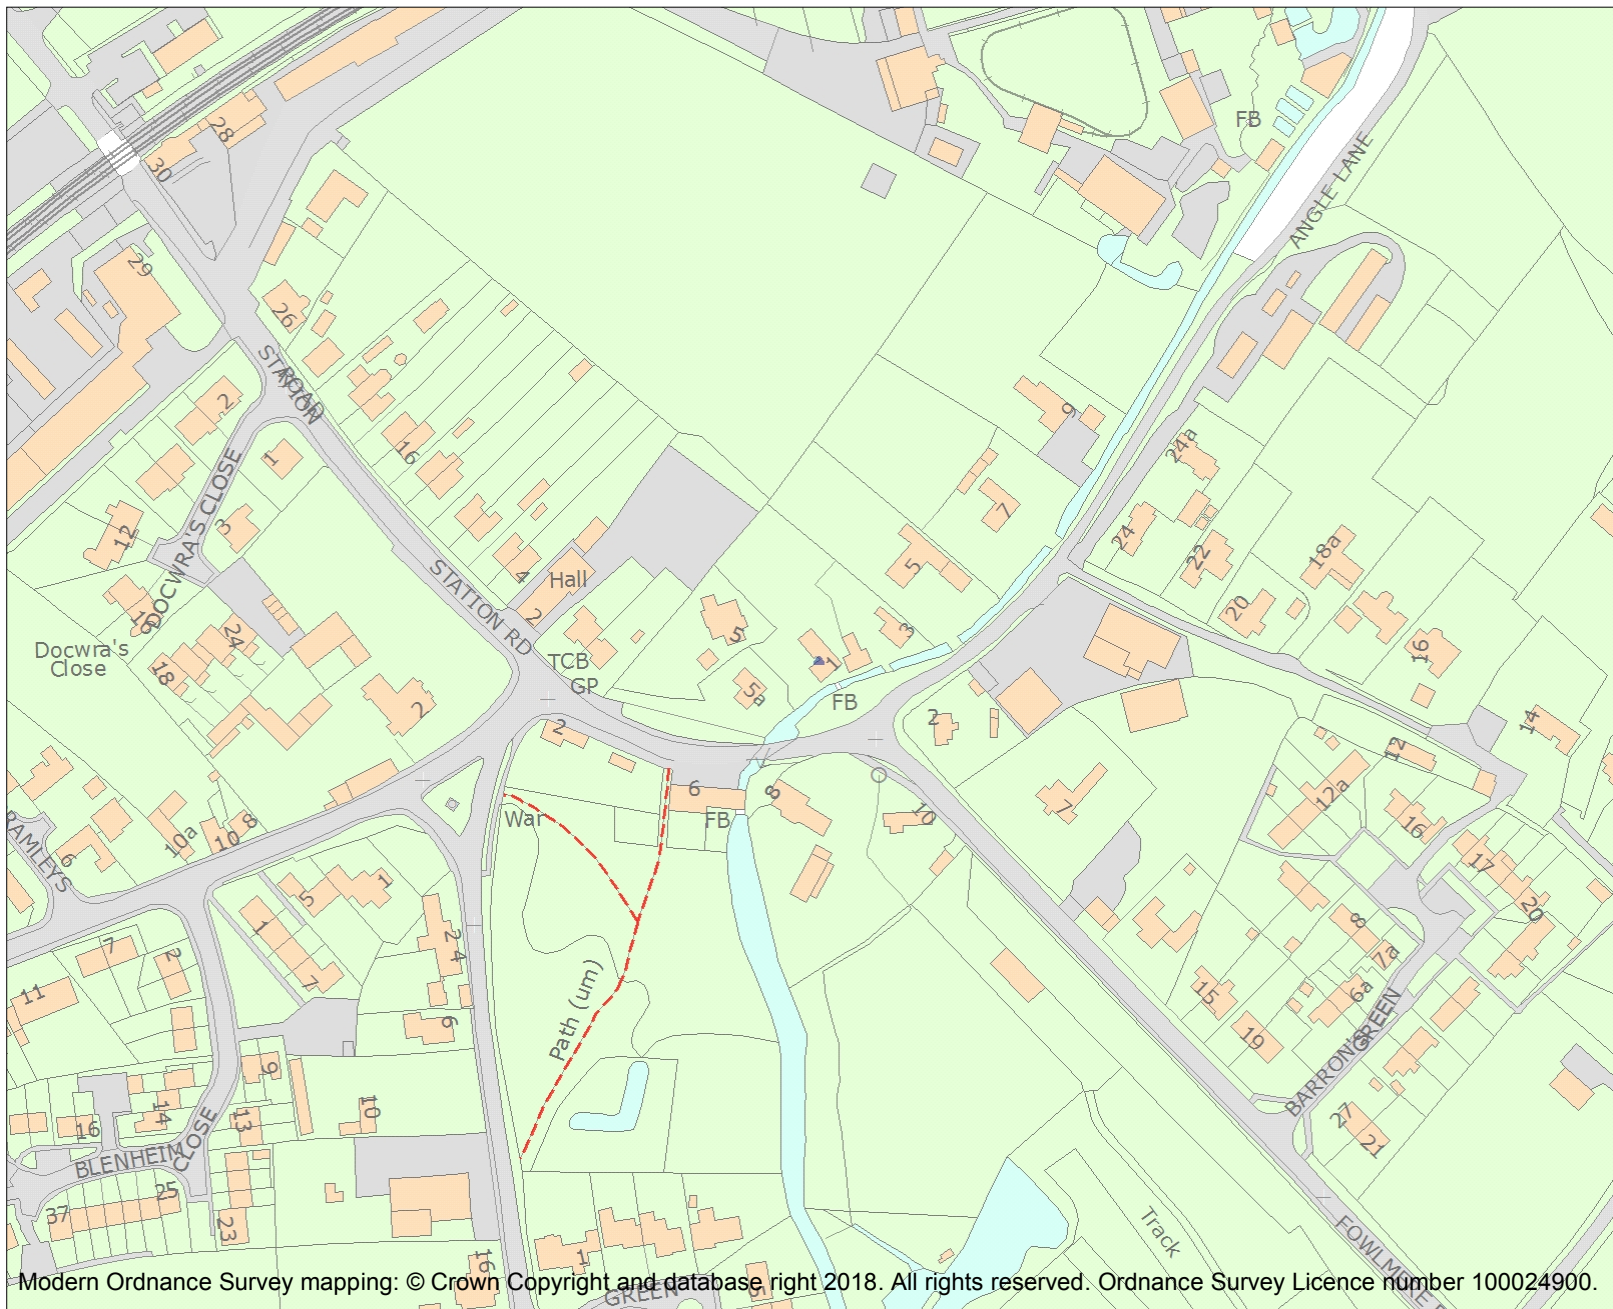 28
30
FB
ANGLE LANE
29
26
STATION
ROAD
2
1
16
9
24a
DOCWRA'S CLOSE
12
3
7
24
5
22
18a
STATION RD
4
Hall
2
20
16
24
18
Docwra's
Close
5
3
1
TCB
GP
5a
FB
2
2
2
14
12
6
8
FB
10
7
12a
16
War
RAMLEYS
6
10a
10
8
17
20
5
1
1
7
2
4
8
7a
6a
7
2
11
6
Path (um)
15
19
BARRON'S
GREEN
9
10
13
14
16
27
21
BLENHEIM
CLOSE
25
37
23
16
1
Track
FOWLMERE
GREEN
5
Modern Ordnance Survey mapping: © Crown Copyright and database right 2018. All rights reserved. Ordnance Survey Licence number 100024900.